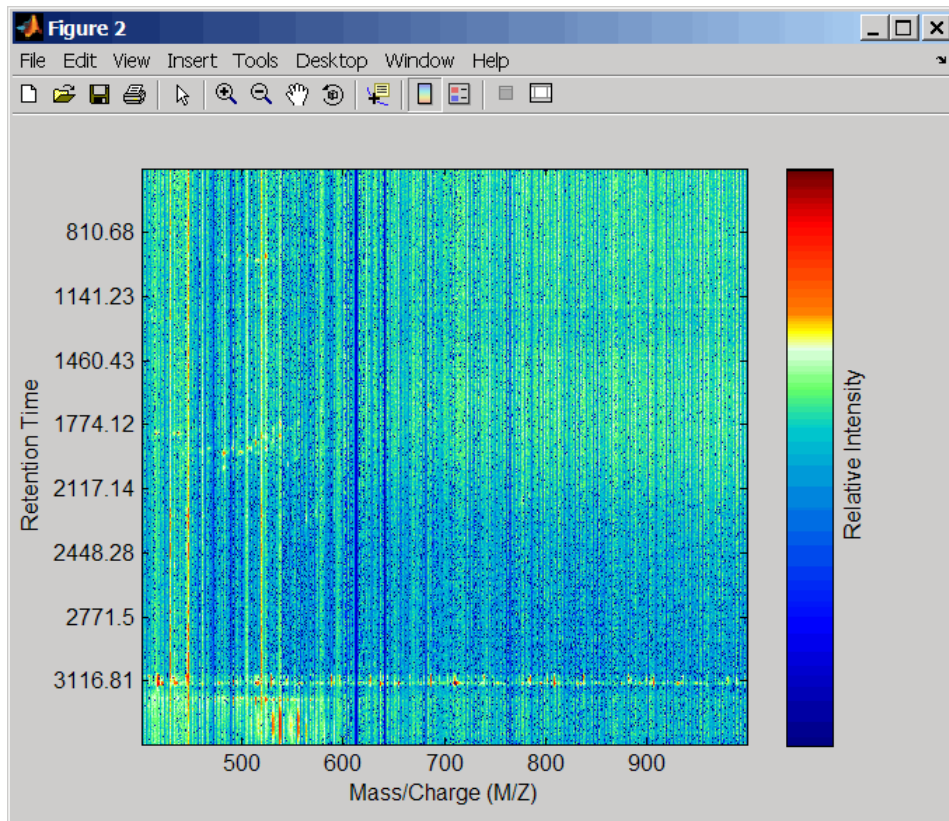 Figure 2
File Edit View Insert Tools Desktop Window Help
810.68
1141.23
1460.43
1774.12
2117.14
2448.28
2771.5
3116.81
Retention Time
500 600 700 800 900
Mass/Charge (M/Z)
Relative Intensity